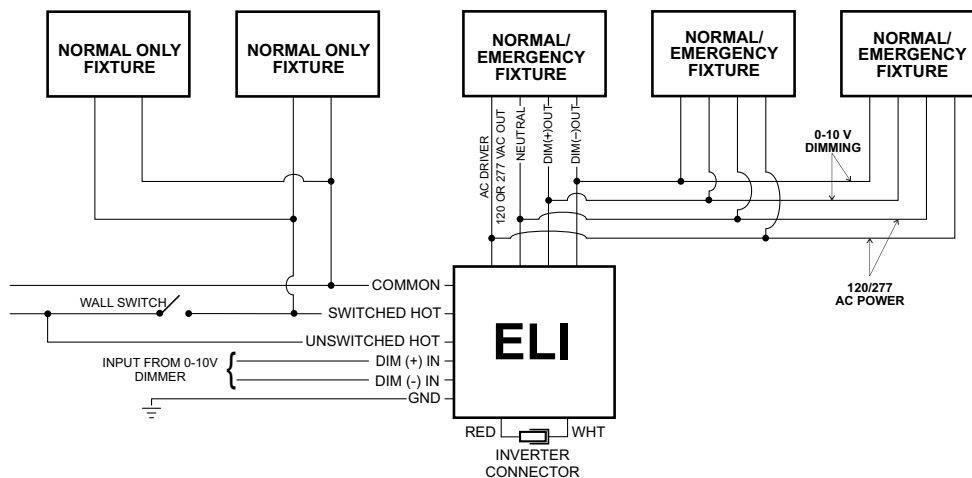 NORMAL ONLY
FIXTURE
NORMAL ONLY
FIXTURE
NORMAL/
EMERGENCY
FIXTURE
NORMAL/
EMERGENCY
FIXTURE
NORMAL/
EMERGENCY
FIXTURE
AC DRIVER
120 OR 277 VAC OUT
NEUTRAL
DIM(+)OUT
DIM(–)OUT
0-10 V
DIMMING
120/277
AC POWER
COMMON
WALL SWITCH
SWITCHED HOT
UNSWITCHED HOT
INPUT FROM 0-10V
DIMMER
DIM (+) IN
DIM (-) IN
GND
ELI
RED
WHT
INVERTER
CONNECTOR